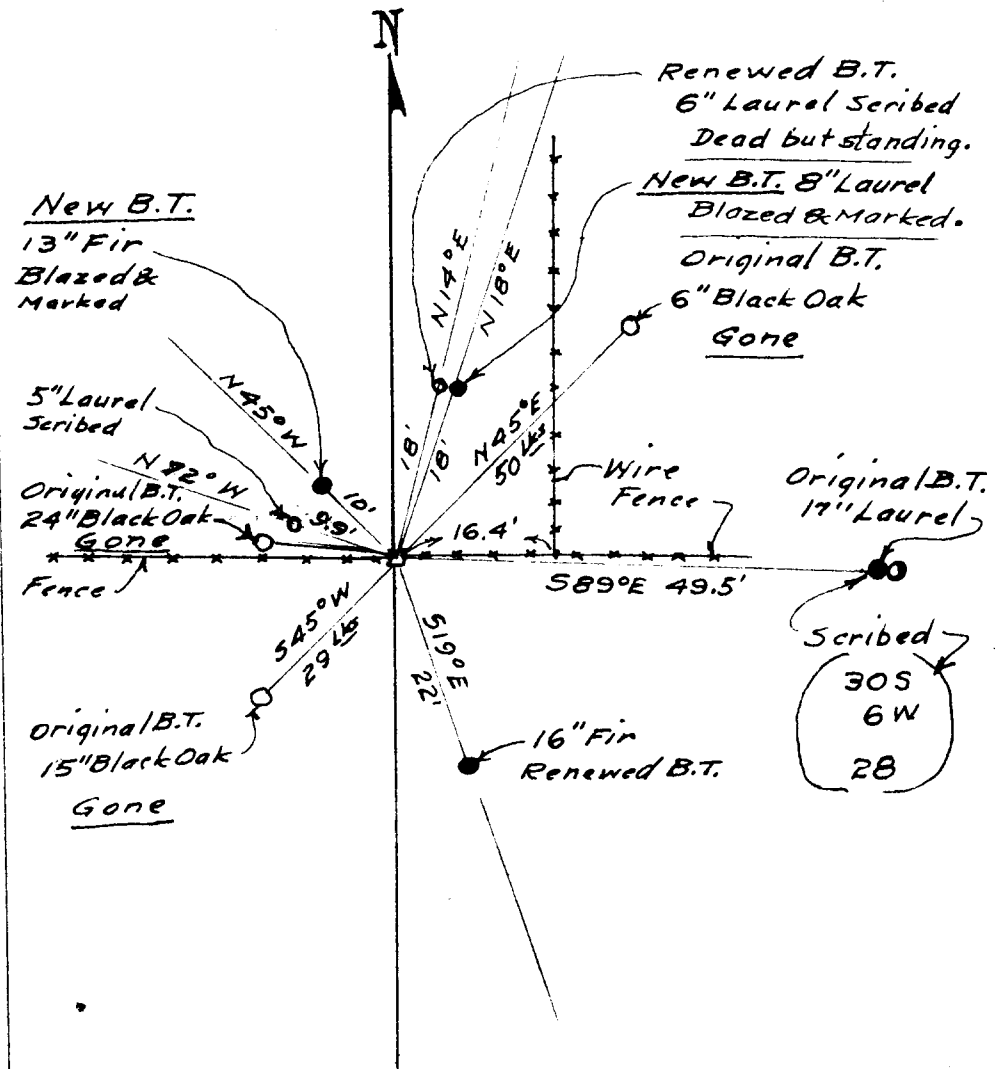 N
Renewed B.T.
6" Laurel Scribed
Dead but standing.
New B.T. 8" Laurel
Blazed & Marked.
Original B.T.
6" Black Oak
Gone
New B.T.
13" Fir
Blazed &
Marked
N14°E
N18°E
5" Laurel
Scribed
N45°W
N72°W
Original B.T.
24" Black Oak
Gone
10'
9.9'
18'
18'
N45°E
50 Lks
Wire
Fence
16.4'
Original B.T.
17" Laurel
Fence
S89°E 49.5'
S45°W
29 Lks
S19°E
22'
Scribed
30S
6W
28
Original B.T.
15" Black Oak
Gone
16" Fir
Renewed B.T.